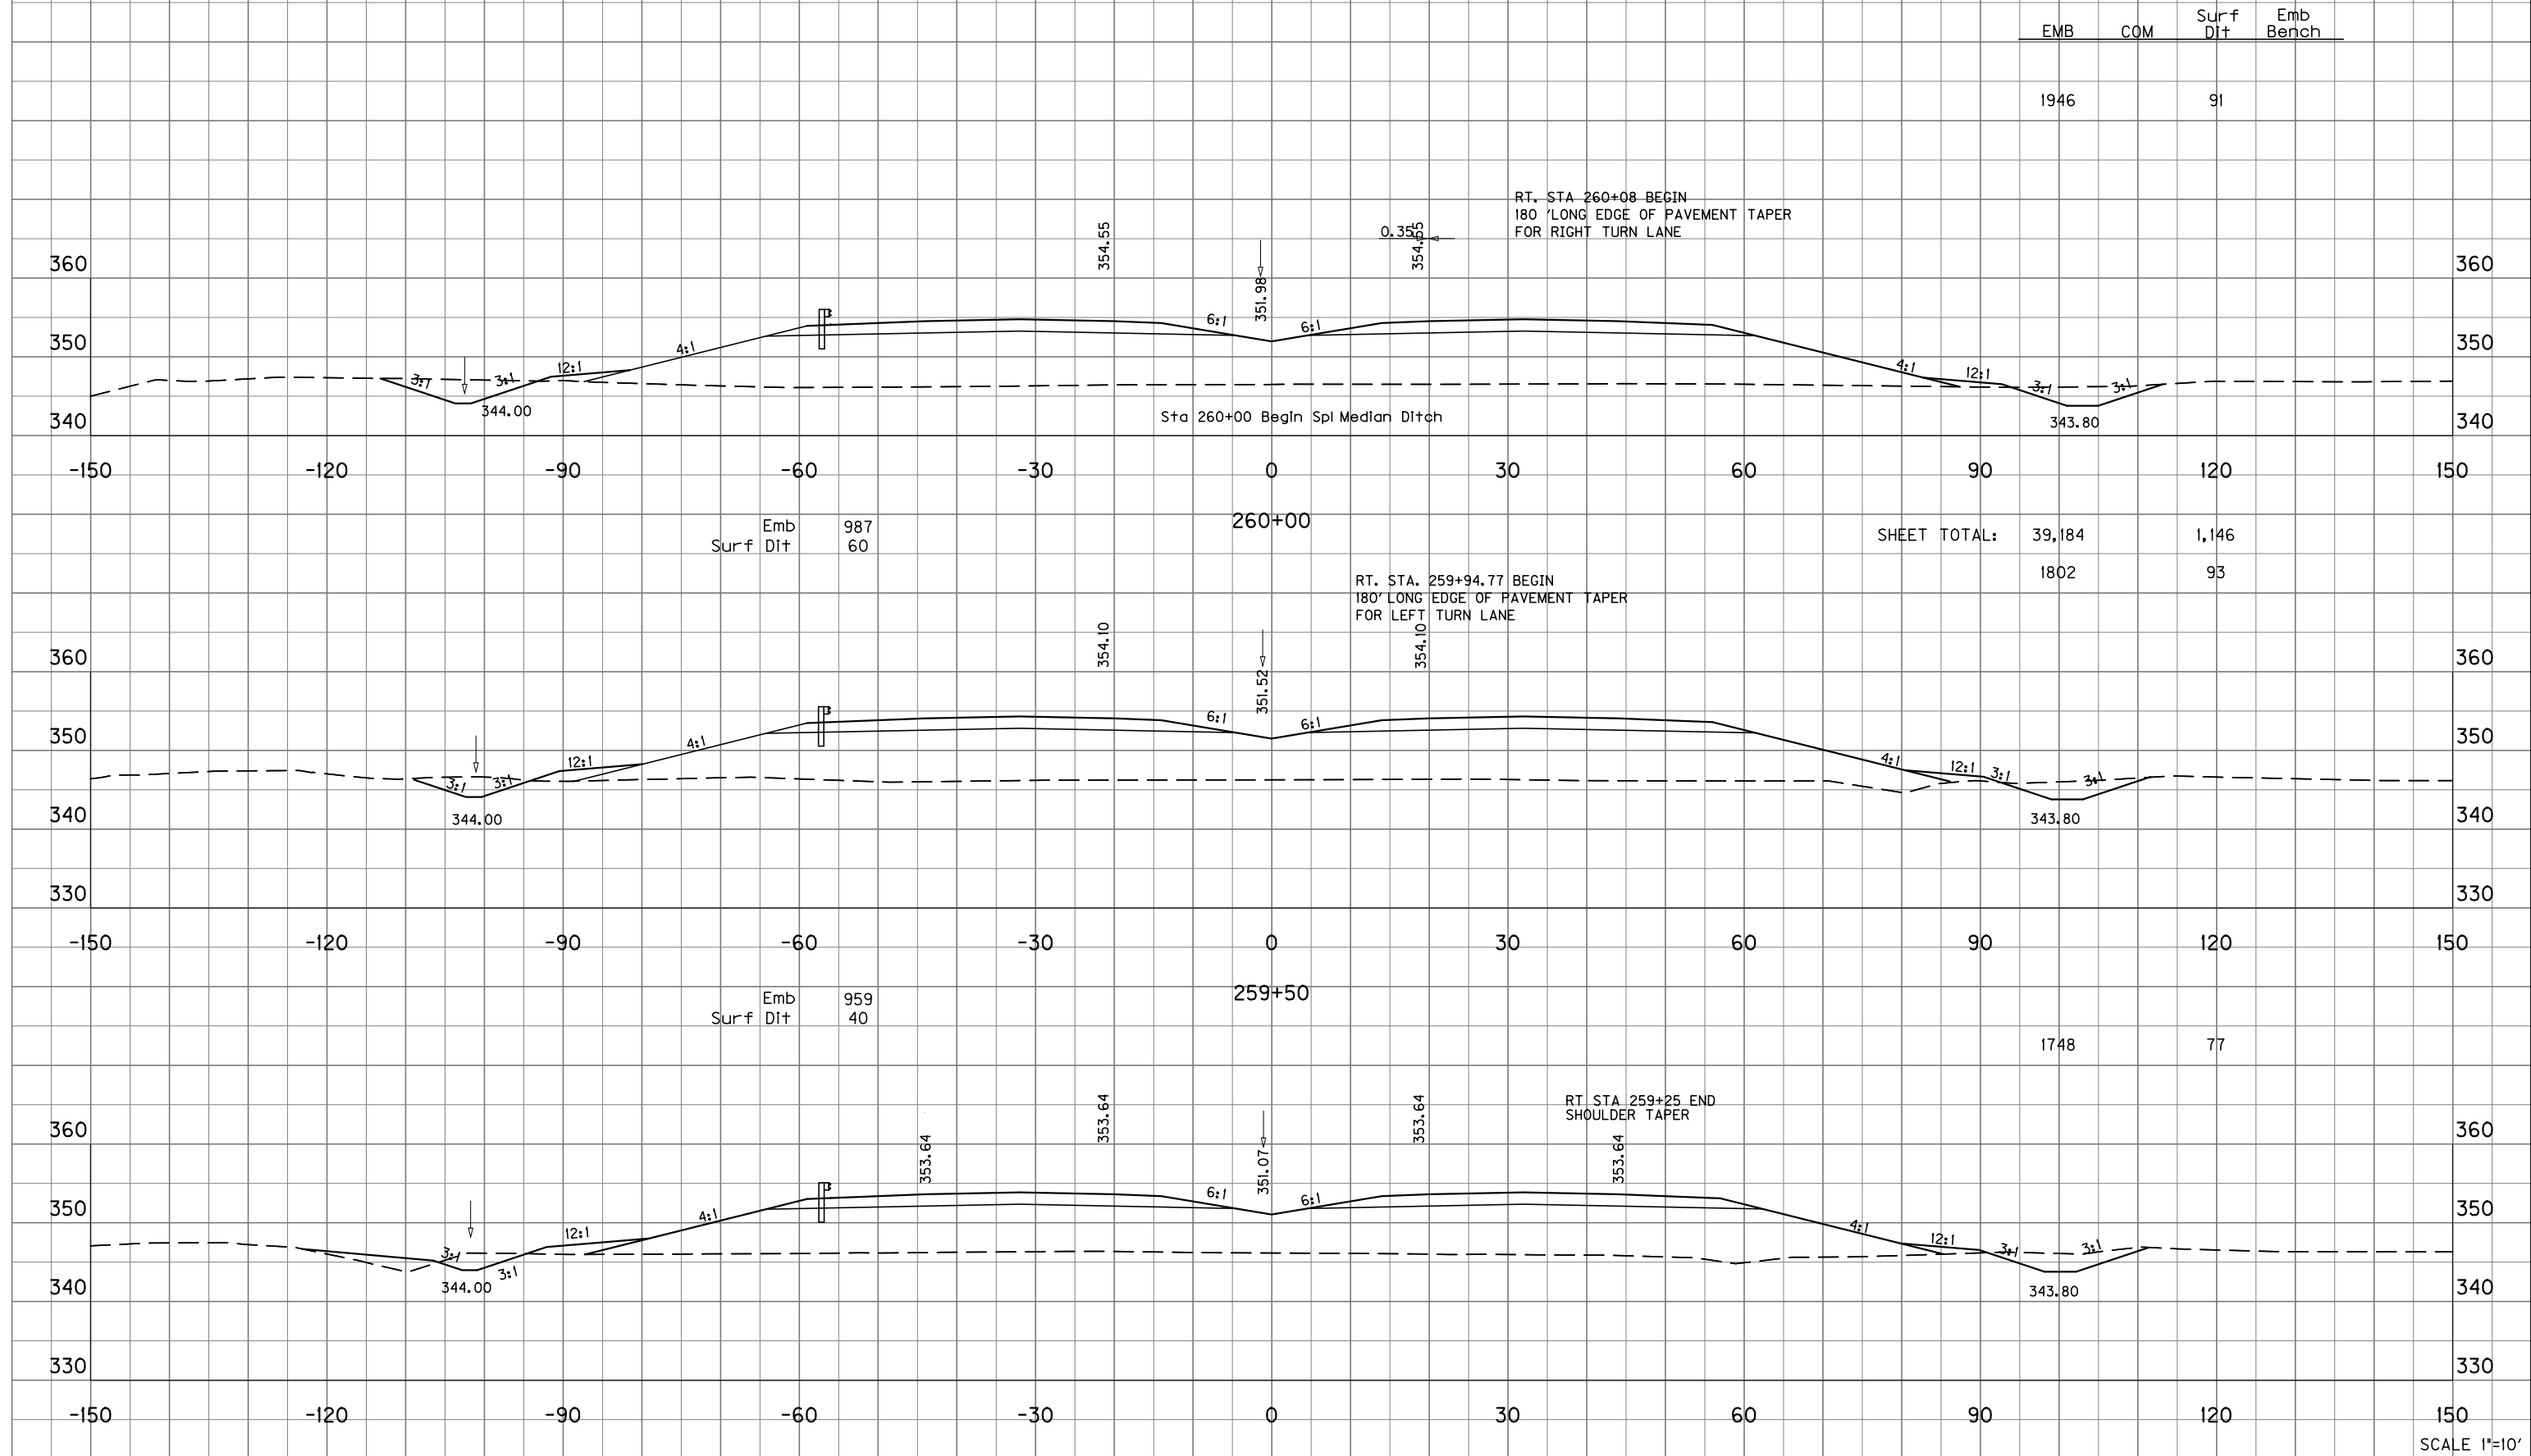 Surf Emb
EMB COM Dit Bench
1946 91
RT. STA 260+08 BEGIN
180 'LONG EDGE OF PAVEMENT TAPER
FOR RIGHT TURN LANE
354.55 351.98 0.35 354.55
360 360
6:1 6:1
350 350
4:1 12:1 3:1 3:1 4:1 12:1 3:1 3:1
344.00 343.80
Sta 260+00 Begin Spl Median Ditch
340 340
-150 -120 -90 -60 -30 0 30 60 90 120 150
260+00
Emb 987
Surf Dit 60
SHEET TOTAL: 39,184 1,146
1802 93
RT. STA. 259+94.77 BEGIN
180' LONG EDGE OF PAVEMENT TAPER
FOR LEFT TURN LANE
354.10 351.52 354.10
360 360
6:1 6:1
350 350
4:1 12:1 3:1 3:1 4:1 12:1 3:1 3:1
344.00 343.80
340 340
330 330
-150 -120 -90 -60 -30 0 30 60 90 120 150
259+50
Emb 959
Surf Dit 40
1748 77
RT STA 259+25 END
SHOULDER TAPER
353.64 353.64 351.07 353.64 353.64
360 360
6:1 6:1
350 350
4:1 12:1 3:1 3:1 4:1 12:1 3:1 3:1
344.00 343.80
340 340
330 330
-150 -120 -90 -60 -30 0 30 60 90 120 150
SCALE 1"=10'